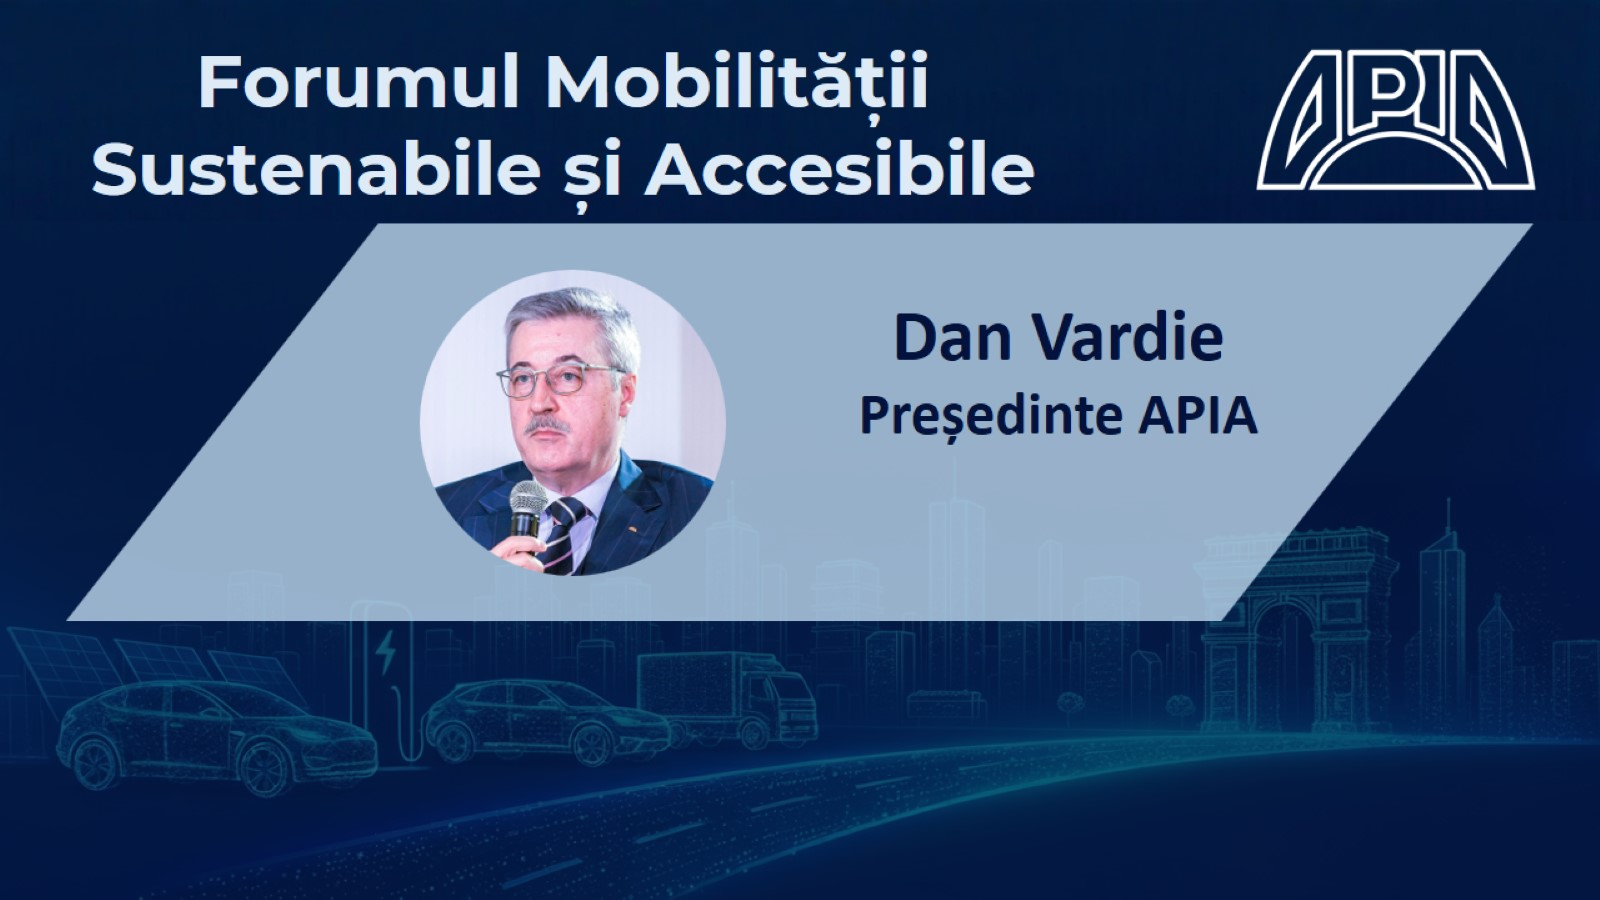 Forumul Mobilității
Sustenabile și Accesibile
APIA
Dan Vardie
Președinte APIA